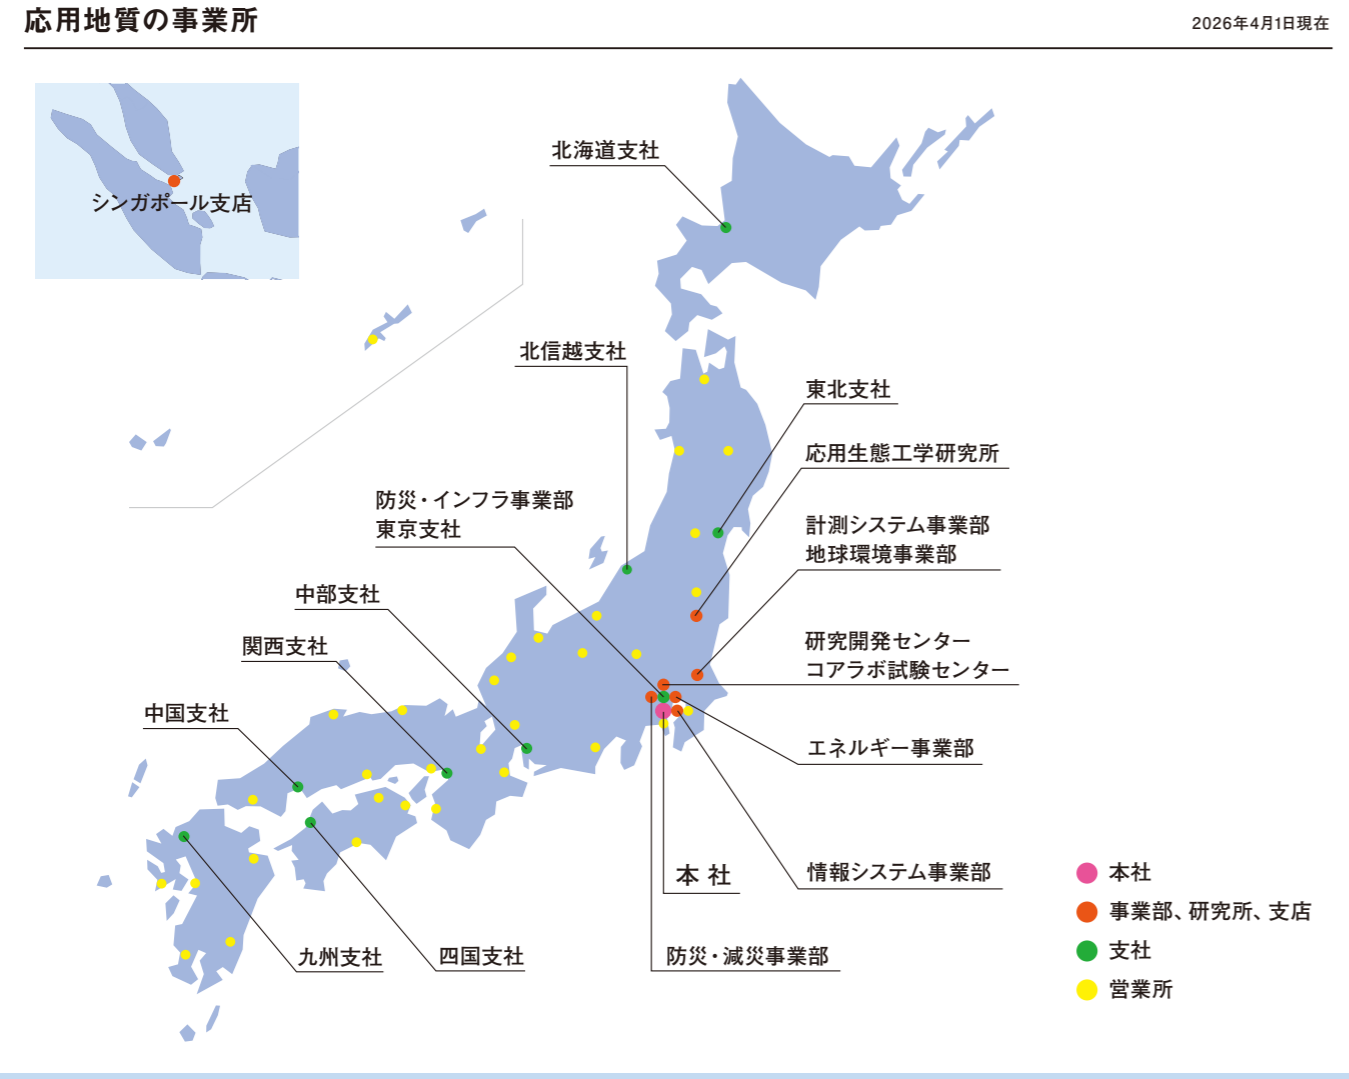 応用地質の事業所
2026年4月1日現在
シンガポール支店
北海道支社
北信越支社
東北支社
応用生態工学研究所
防災・インフラ事業部
東京支社
計測システム事業部
地球環境事業部
中部支社
関西支社
研究開発センター
コアラボ試験センター
中国支社
エネルギー事業部
本社
情報システム事業部
九州支社
四国支社
防災・減災事業部
本社
事業部、研究所、支店
支社
営業所